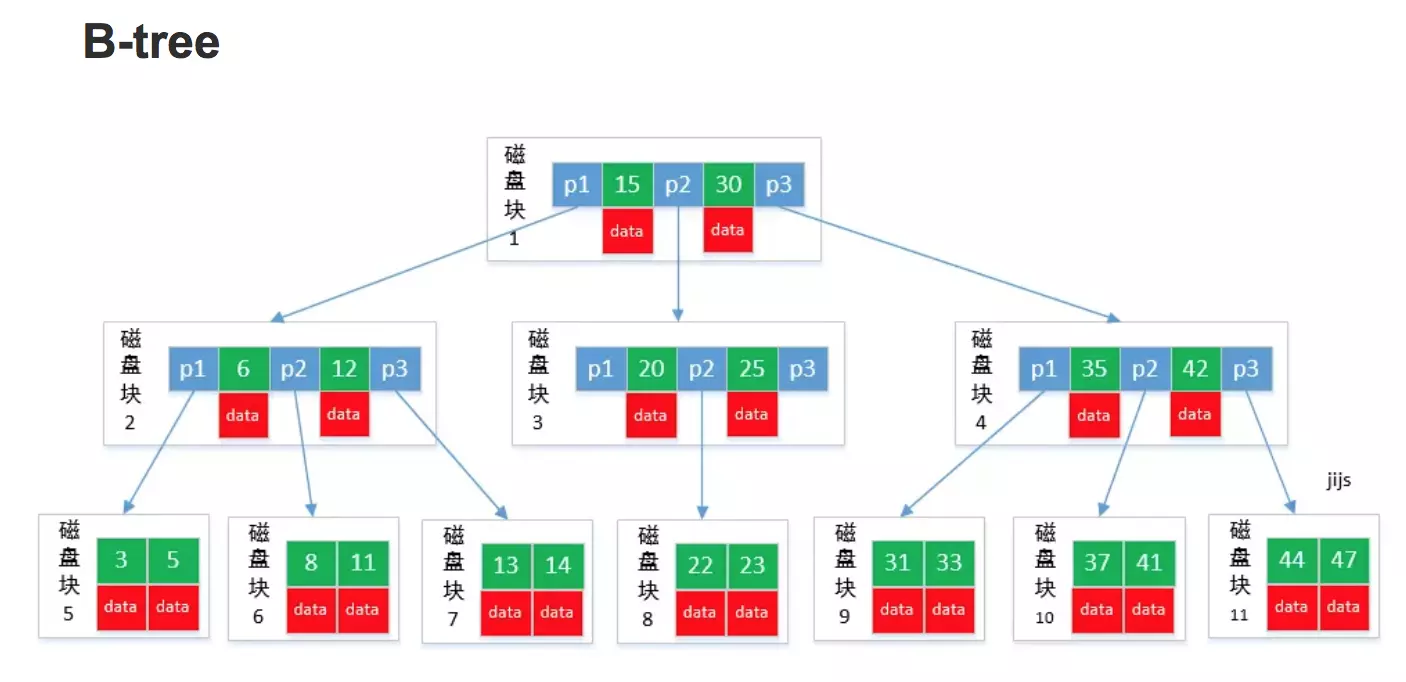 B-tree
磁盘块1
p1 15 p2 30 p3
data data
磁盘块2
p1 6 p2 12 p3
data data
磁盘块3
p1 20 p2 25 p3
data data
磁盘块4
p1 35 p2 42 p3
data data
jijs
磁盘块5
3 5
data data
磁盘块6
8 11
data data
磁盘块7
13 14
data data
磁盘块8
22 23
data data
磁盘块9
31 33
data data
磁盘块10
37 41
data data
磁盘块11
44 47
data data